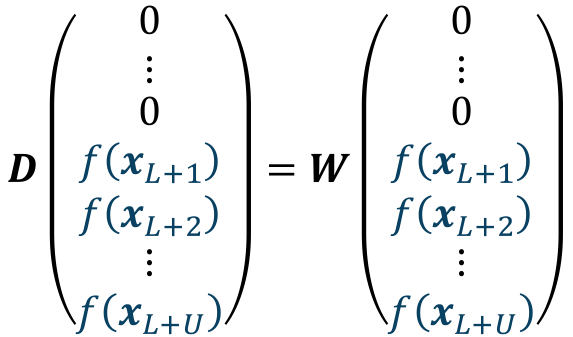 0 0
⋮ ⋮
0 0
D f(x_{L+1}) = W f(x_{L+1})
f(x_{L+2}) f(x_{L+2})
⋮ ⋮
f(x_{L+U}) f(x_{L+U})